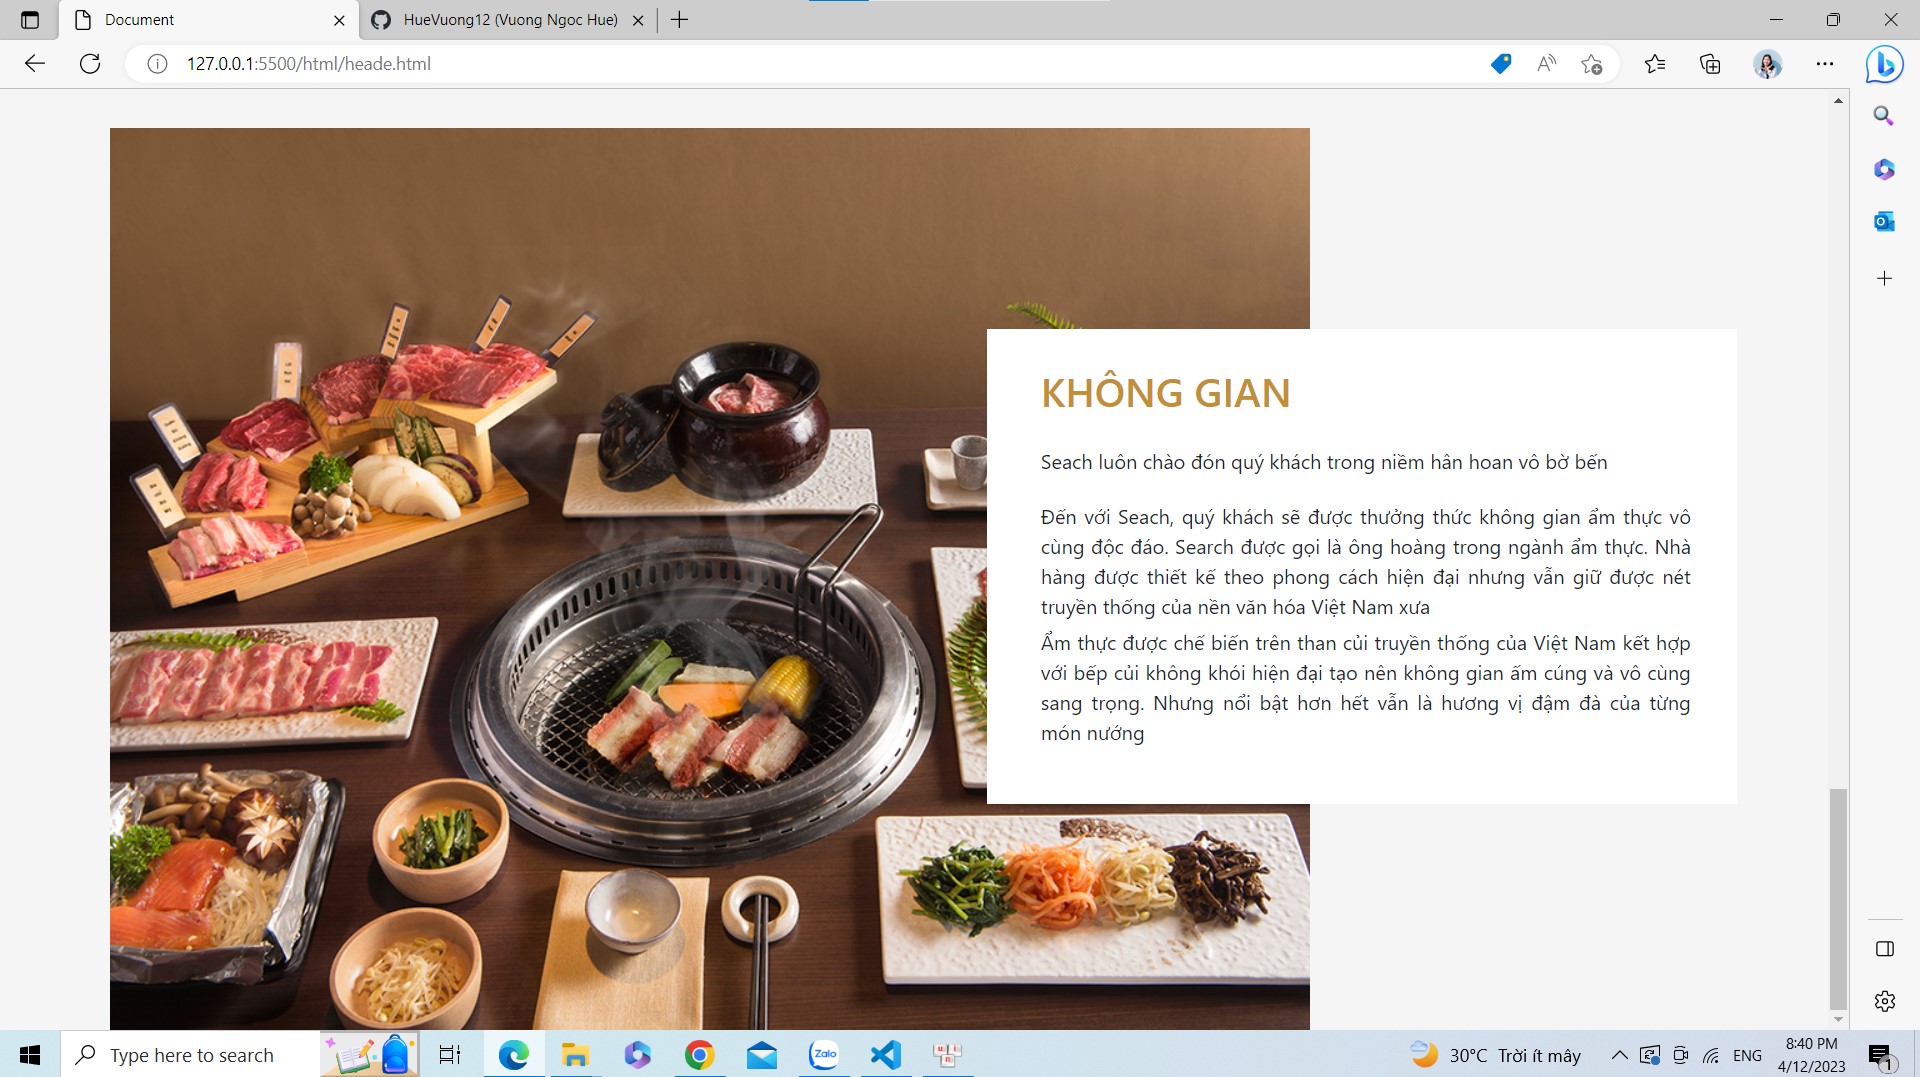 Document
HueVuong12 (Vuong Ngoc Hue)
127.0.0.1:5500/html/heade.html
KHÔNG GIAN
Seach luôn chào đón quý khách trong niềm hân hoan vô bờ bến
Đến với Seach, quý khách sẽ được thưởng thức không gian ẩm thực vô
cùng độc đáo. Search được gọi là ông hoàng trong ngành ẩm thực. Nhà
hàng được thiết kế theo phong cách hiện đại nhưng vẫn giữ được nét
truyền thống của nền văn hóa Việt Nam xưa
Ẩm thực được chế biến trên than củi truyền thống của Việt Nam kết hợp
với bếp củi không khói hiện đại tạo nên không gian ấm cúng và vô cùng
sang trọng. Nhưng nổi bật hơn hết vẫn là hương vị đậm đà của từng
món nướng
Type here to search
Zalo
30°C Trời ít mây
ENG
8:40 PM
4/12/2023
1